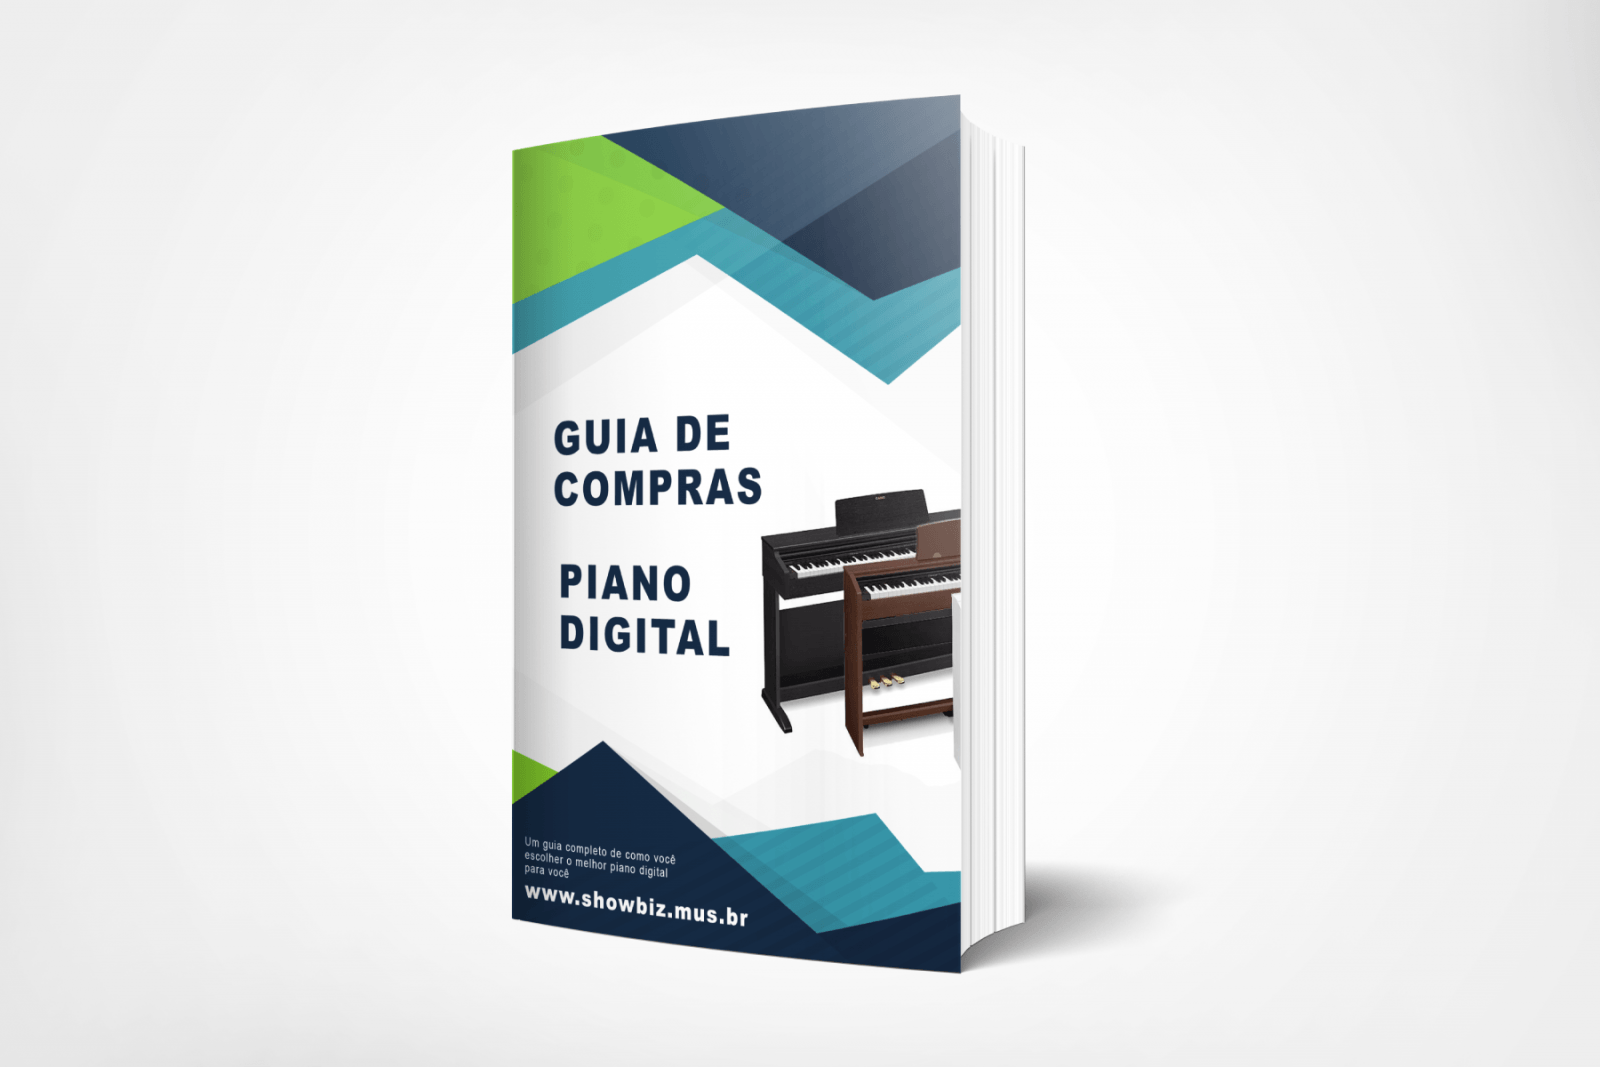 GUIA DE
COMPRAS
PIANO
DIGITAL
Um guia completo de como você
escolher o melhor piano digital
para você
www.showbiz.mus.br